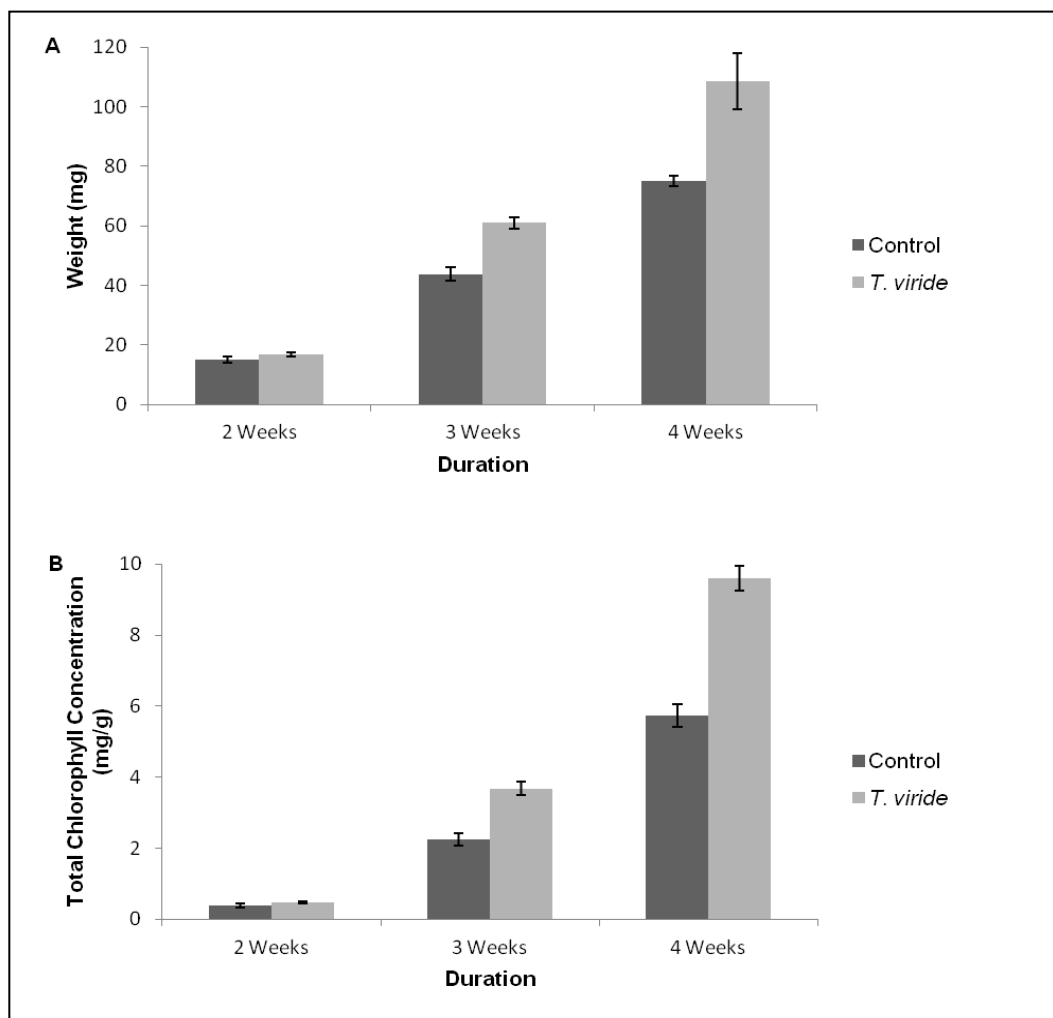 A
120
100
80
60
40
20
0
Weight (mg)
2 Weeks 3 Weeks 4 Weeks
Duration
Control
T. viride
B
10
8
6
4
2
0
Total Chlorophyll Concentration
(mg/g)
2 Weeks 3 Weeks 4 Weeks
Duration
Control
T. viride